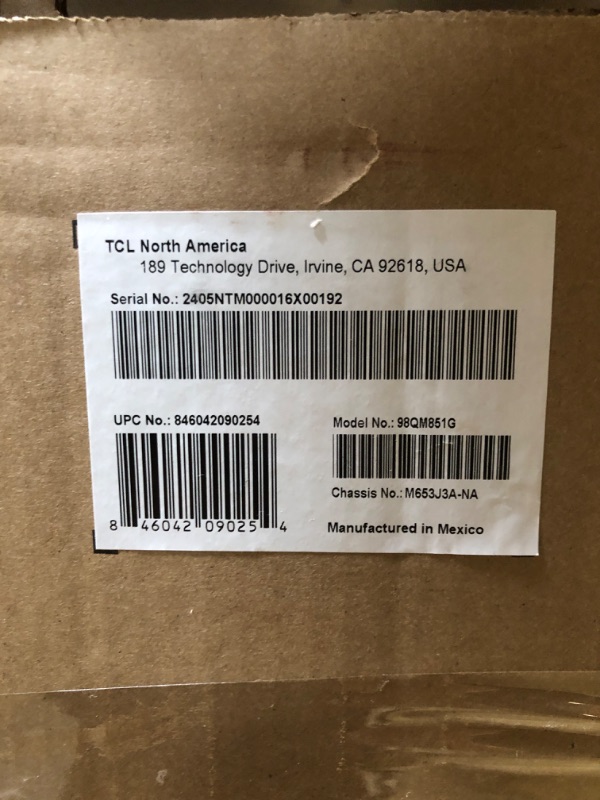 TCL North America
189 Technology Drive, Irvine, CA 92618, USA
Serial No.: 2405NTM000016X00192
UPC No.: 846042090254
8 46042 09025 4
Model No.: 98QM851G
Chassis No.: M653J3A-NA
Manufactured in Mexico